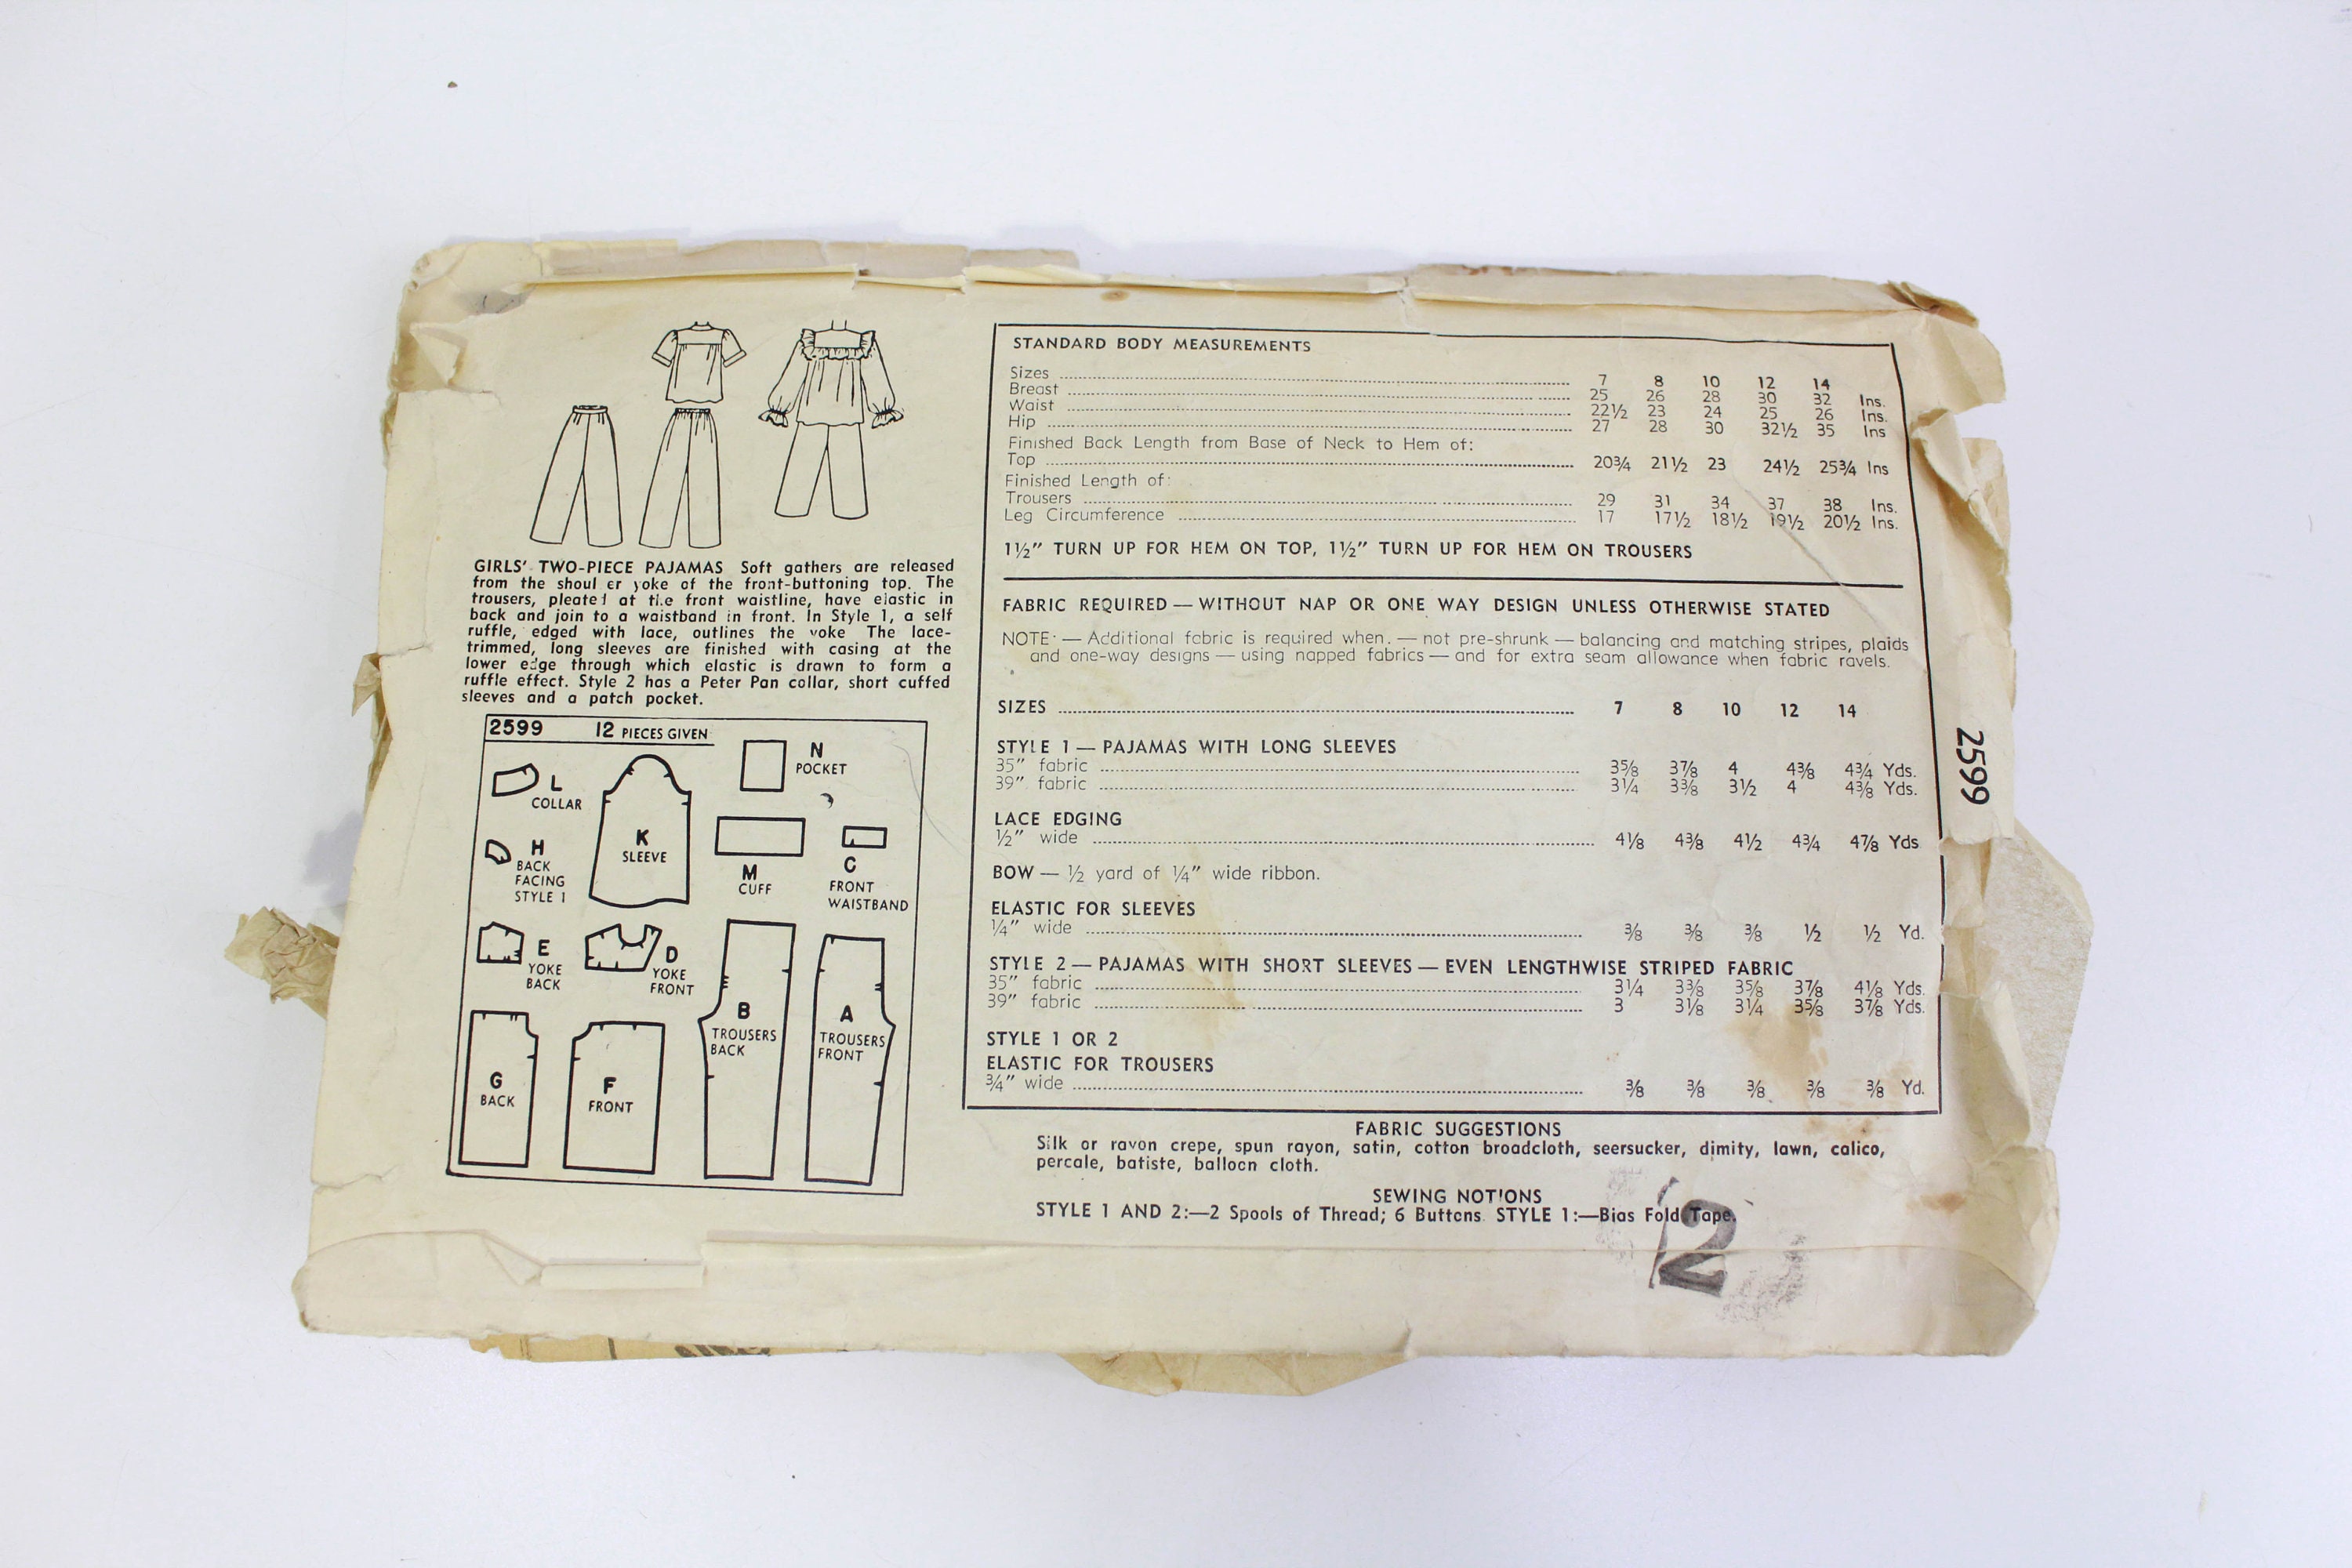 GIRLS' TWO-PIECE PAJAMAS Soft gathers are released
from the shoul er yoke of the front-buttoning top. The
trousers, pleated at the front waistline, have elastic in
back and join to a waistband in front. In Style 1, a self
ruffle, edged with lace, outlines the yoke The lace-
trimmed, long sleeves are finished with casing at the
lower edge through which elastic is drawn to form a
ruffle effect. Style 2 has a Peter Pan collar, short cuffed
sleeves and a patch pocket.
2599 12 PIECES GIVEN
N
POCKET
L
COLLAR
K
SLEEVE
H
BACK
FACING
STYLE 1
M
CUFF
C
FRONT
WAISTBAND
E
YOKE
BACK
D
YOKE
FRONT
B
TROUSERS
BACK
A
TROUSERS
FRONT
G
BACK
F
FRONT
STANDARD BODY MEASUREMENTS
Sizes 7 8 10 12 14
Breast 25 26 28 30 32 Ins.
Waist 22½ 23 24 25 26 Ins.
Hip 27 28 30 32½ 35 Ins
Finished Back Length from Base of Neck to Hem of:
Top 20¾ 21½ 23 24½ 25¾ Ins
Finished Length of:
Trousers 29 31 34 37 38 Ins.
Leg Circumference 17 17½ 18½ 19½ 20½ Ins.
1½" TURN UP FOR HEM ON TOP, 1½" TURN UP FOR HEM ON TROUSERS
FABRIC REQUIRED — WITHOUT NAP OR ONE WAY DESIGN UNLESS OTHERWISE STATED
NOTE: — Additional fabric is required when. — not pre-shrunk — balancing and matching stripes, plaids
and one-way designs — using napped fabrics — and for extra seam allowance when fabric ravels.
SIZES 7 8 10 12 14
STYLE 1 — PAJAMAS WITH LONG SLEEVES
35" fabric 3⅝ 3⅞ 4 4⅜ 4¾ Yds.
39" fabric 3¼ 3⅜ 3½ 4 4⅜ Yds.
LACE EDGING
½" wide 4⅛ 4⅜ 4½ 4¾ 4⅞ Yds
BOW — ½ yard of ¼" wide ribbon.
ELASTIC FOR SLEEVES
¼" wide ⅜ ⅜ ⅜ ½ ½ Yd.
STYLE 2 — PAJAMAS WITH SHORT SLEEVES — EVEN LENGTHWISE STRIPED FABRIC
35" fabric 3¼ 3⅜ 3⅝ 3⅞ 4⅛ Yds.
39" fabric 3 3⅛ 3¼ 3⅝ 3⅞ Yds.
STYLE 1 OR 2
ELASTIC FOR TROUSERS
¾" wide ⅜ ⅜ ⅜ ⅜ ⅜ Yd.
FABRIC SUGGESTIONS
Silk or rayon crepe, spun rayon, satin, cotton broadcloth, seersucker, dimity, lawn, calico,
percale, batiste, balloon cloth.
SEWING NOTIONS
STYLE 1 AND 2:—2 Spools of Thread; 6 Buttons. STYLE 1:—Bias Fold Tape.
2599
2